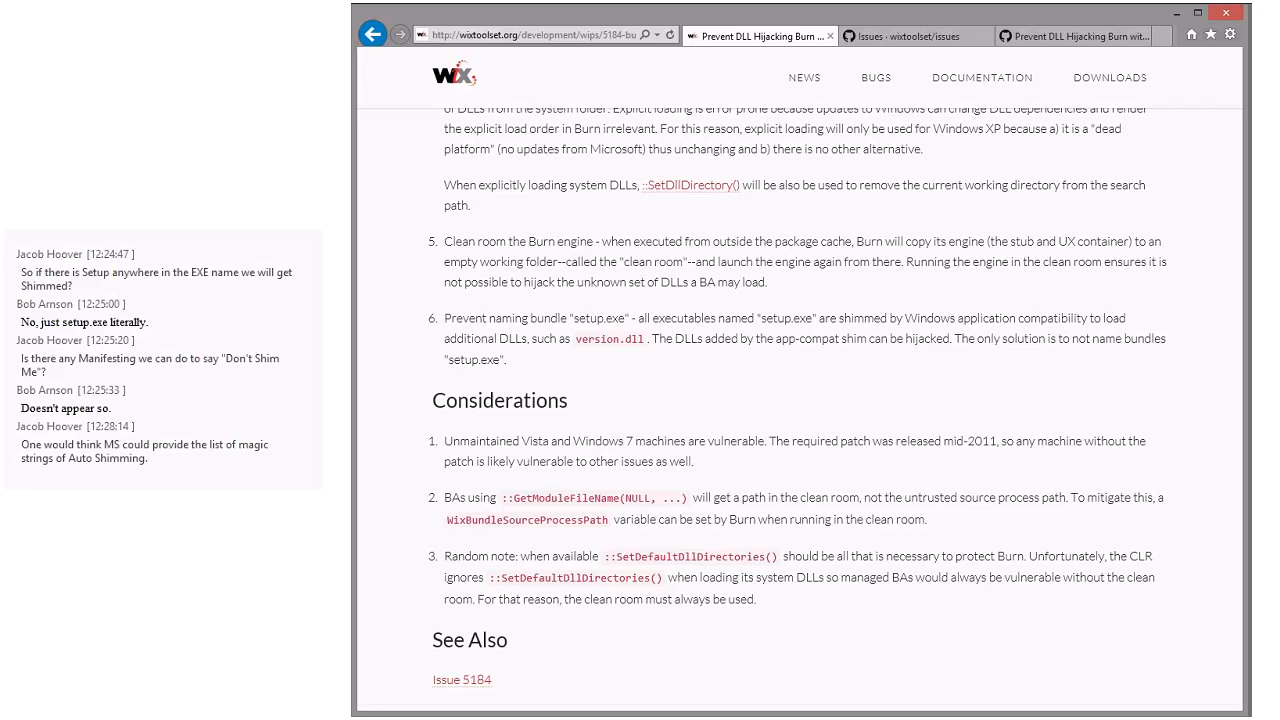 Jacob Hoover [12:24:47 ]
So if there is Setup anywhere in the EXE name we will get
Shimmed?
Bob Arnson [12:25:00 ]
No, just setup.exe literally.
Jacob Hoover [12:25:20 ]
Is there any Manifesting we can do to say "Don't Shim
Me"?
Bob Arnson [12:25:33 ]
Doesn't appear so.
Jacob Hoover [12:28:14 ]
One would think MS could provide the list of magic
strings of Auto Shimming.
http://wixtoolset.org/development/wips/5184-bu
Prevent DLL Hijacking Burn ...
Issues · wixtoolset/issues
Prevent DLL Hijacking Burn wit...
WiX
NEWS BUGS DOCUMENTATION DOWNLOADS
of DLLs from the system folder. Explicit loading is error prone because updates to Windows can change DLL dependencies and render
the explicit load order in Burn irrelevant. For this reason, explicit loading will only be used for Windows XP because a) it is a "dead
platform" (no updates from Microsoft) thus unchanging and b) there is no other alternative.
When explicitly loading system DLLs, ::SetDllDirectory() will be also be used to remove the current working directory from the search
path.
5. Clean room the Burn engine - when executed from outside the package cache, Burn will copy its engine (the stub and UX container) to an
empty working folder--called the "clean room"--and launch the engine again from there. Running the engine in the clean room ensures it is
not possible to hijack the unknown set of DLLs a BA may load.
6. Prevent naming bundle "setup.exe" - all executables named "setup.exe" are shimmed by Windows application compatibility to load
additional DLLs, such as version.dll. The DLLs added by the app-compat shim can be hijacked. The only solution is to not name bundles
"setup.exe".
Considerations
1. Unmaintained Vista and Windows 7 machines are vulnerable. The required patch was released mid-2011, so any machine without the
patch is likely vulnerable to other issues as well.
2. BAs using ::GetModuleFileName(NULL, ...) will get a path in the clean room, not the untrusted source process path. To mitigate this, a
WixBundleSourceProcessPath variable can be set by Burn when running in the clean room.
3. Random note: when available ::SetDefaultDllDirectories() should be all that is necessary to protect Burn. Unfortunately, the CLR
ignores ::SetDefaultDllDirectories() when loading its system DLLs so managed BAs would always be vulnerable without the clean
room. For that reason, the clean room must always be used.
See Also
Issue 5184